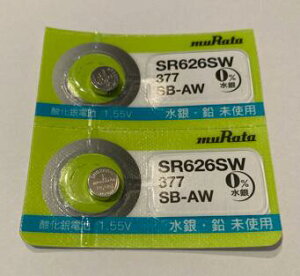 muRata
SR626SW
377
SB-AW
0%
水銀
酸化銀電池 1.55V
水銀・鉛 未使用
muRata
SR626SW
377
SB-AW
0%
水銀
酸化銀電池 1.55V
水銀・鉛 未使用